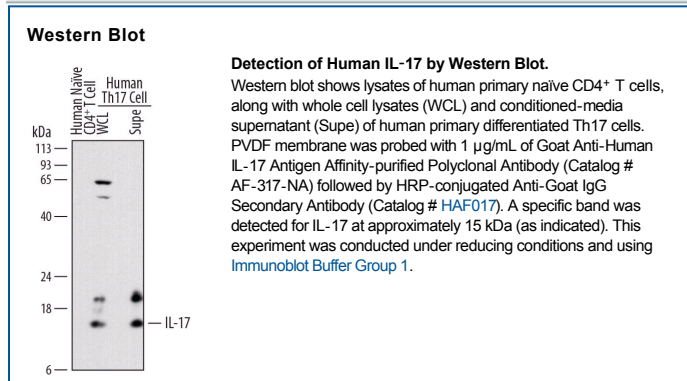 Western Blot
Human Naïve
CD4+ T Cell
Human
Th17 Cell
WCL
Supe
kDa
113
93
65
40
24
18
6
IL-17
Detection of Human IL-17 by Western Blot.
Western blot shows lysates of human primary naïve CD4⁺ T cells,
along with whole cell lysates (WCL) and conditioned-media
supernatant (Supe) of human primary differentiated Th17 cells.
PVDF membrane was probed with 1 µg/mL of Goat Anti-Human
IL-17 Antigen Affinity-purified Polyclonal Antibody (Catalog #
AF-317-NA) followed by HRP-conjugated Anti-Goat IgG
Secondary Antibody (Catalog # HAF017). A specific band was
detected for IL-17 at approximately 15 kDa (as indicated). This
experiment was conducted under reducing conditions and using
Immunoblot Buffer Group 1.